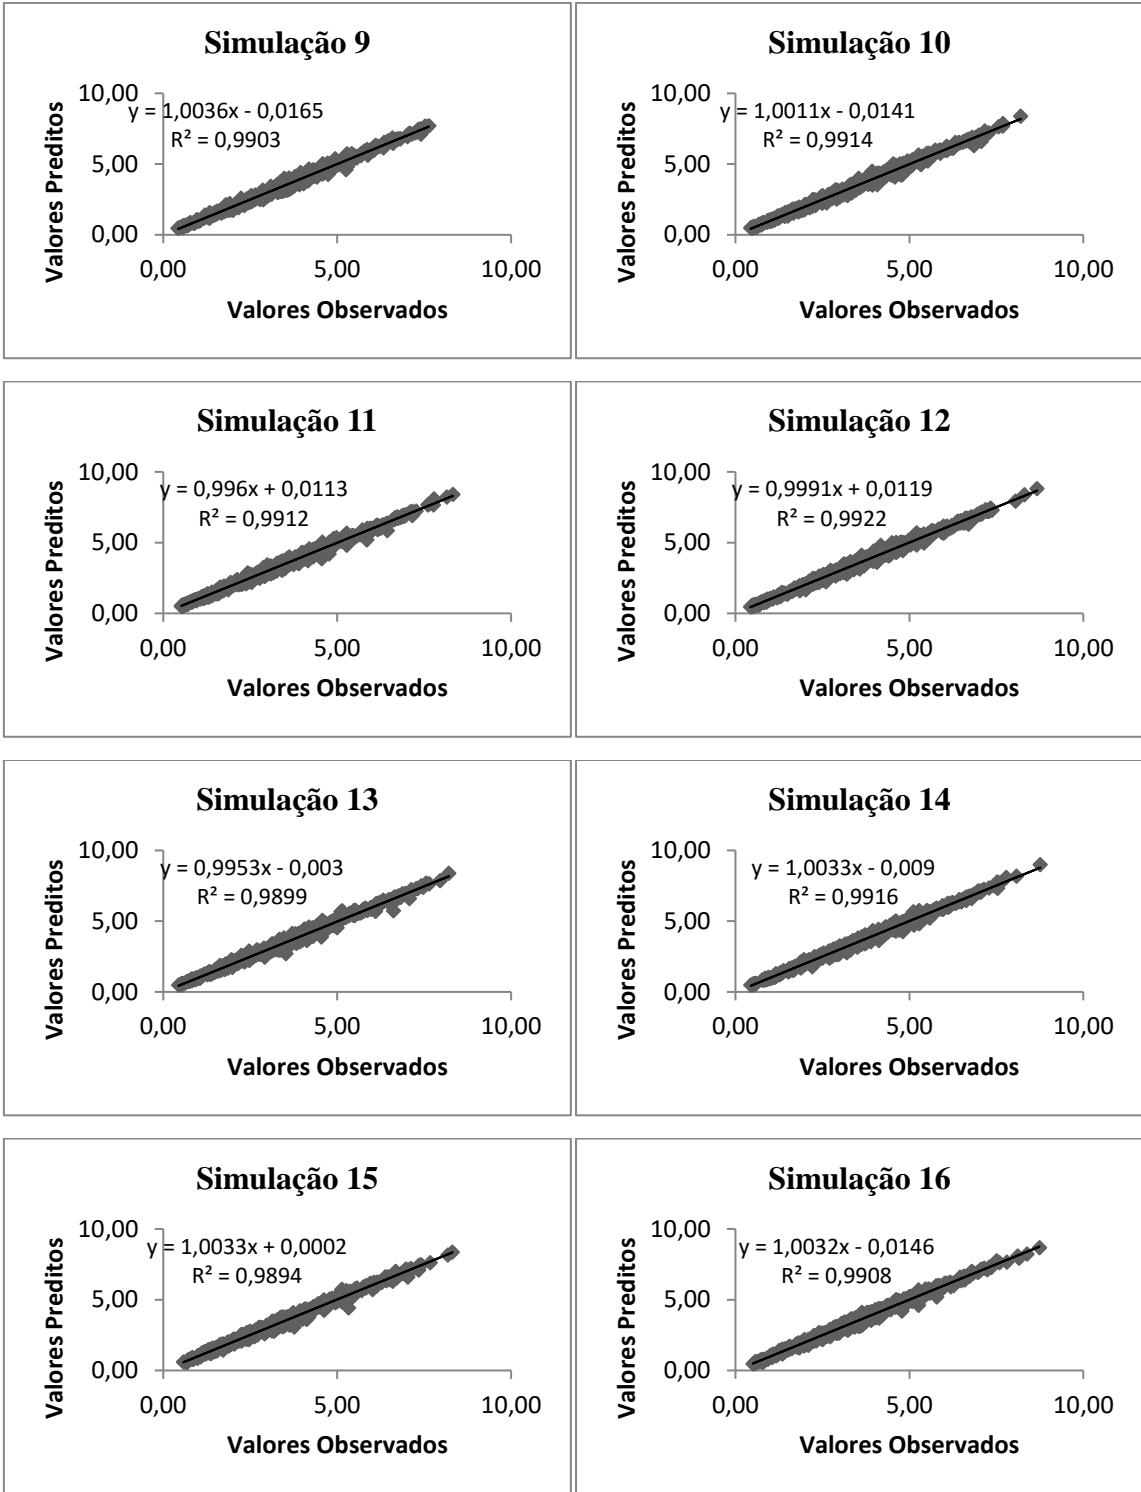 Simulação 9
10,00
y = 1,0036x - 0,0165
R² = 0,9903
5,00
0,00
0,00 5,00 10,00
Valores Preditos
Valores Observados
Simulação 10
10,00
y = 1,0011x - 0,0141
R² = 0,9914
5,00
0,00
0,00 5,00 10,00
Valores Preditos
Valores Observados
Simulação 11
10,00
y = 0,996x + 0,0113
R² = 0,9912
5,00
0,00
0,00 5,00 10,00
Valores Preditos
Valores Observados
Simulação 12
10,00
y = 0,9991x + 0,0119
R² = 0,9922
5,00
0,00
0,00 5,00 10,00
Valores Preditos
Valores Observados
Simulação 13
10,00
y = 0,9953x - 0,003
R² = 0,9899
5,00
0,00
0,00 5,00 10,00
Valores Preditos
Valores Observados
Simulação 14
10,00
y = 1,0033x - 0,009
R² = 0,9916
5,00
0,00
0,00 5,00 10,00
Valores Preditos
Valores Observados
Simulação 15
10,00
y = 1,0033x + 0,0002
R² = 0,9894
5,00
0,00
0,00 5,00 10,00
Valores Preditos
Valores Observados
Simulação 16
10,00
y = 1,0032x - 0,0146
R² = 0,9908
5,00
0,00
0,00 5,00 10,00
Valores Preditos
Valores Observados